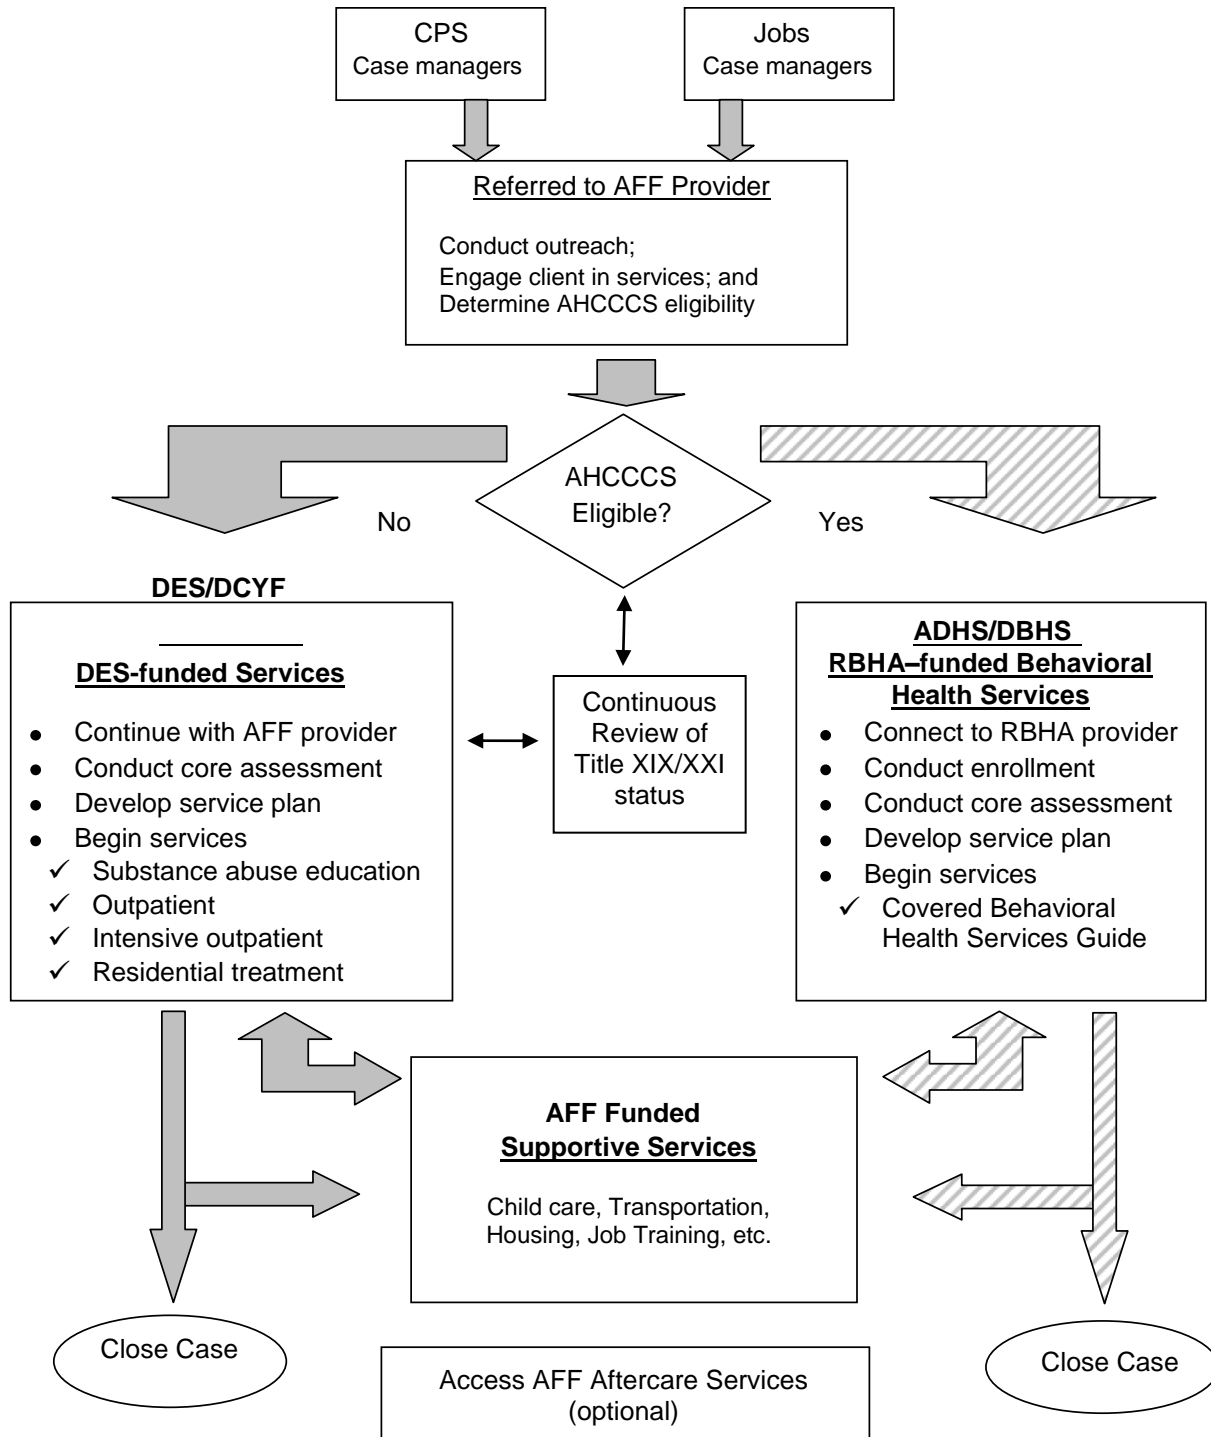 CPS
Case managers
Jobs
Case managers
Referred to AFF Provider
Conduct outreach;
Engage client in services; and
Determine AHCCCS eligibility
AHCCCS
Eligible?
No
Yes
DES/DCYF
DES-funded Services
● Continue with AFF provider
● Conduct core assessment
● Develop service plan
● Begin services
✓ Substance abuse education
✓ Outpatient
✓ Intensive outpatient
✓ Residential treatment
Continuous
Review of
Title XIX/XXI
status
ADHS/DBHS
RBHA–funded Behavioral
Health Services
● Connect to RBHA provider
● Conduct enrollment
● Conduct core assessment
● Develop service plan
● Begin services
✓ Covered Behavioral
Health Services Guide
AFF Funded
Supportive Services
Child care, Transportation,
Housing, Job Training, etc.
Close Case
Close Case
Access AFF Aftercare Services
(optional)